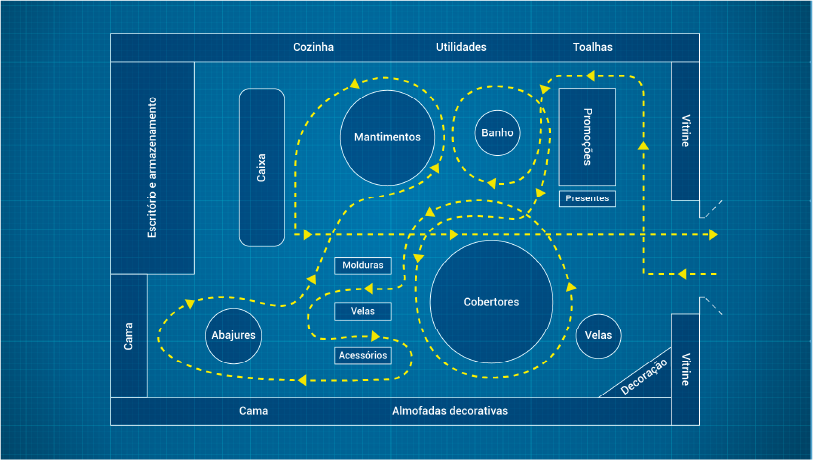 Cozinha
Utilidades
Toalhas
Escritório e armazenamento
Caixa
Mantimentos
Banho
Promoções
Presentes
Vitrine
Molduras
Velas
Acessórios
Cobertores
Velas
Abajures
Cama
Decoração
Vitrine
Cama
Almofadas decorativas